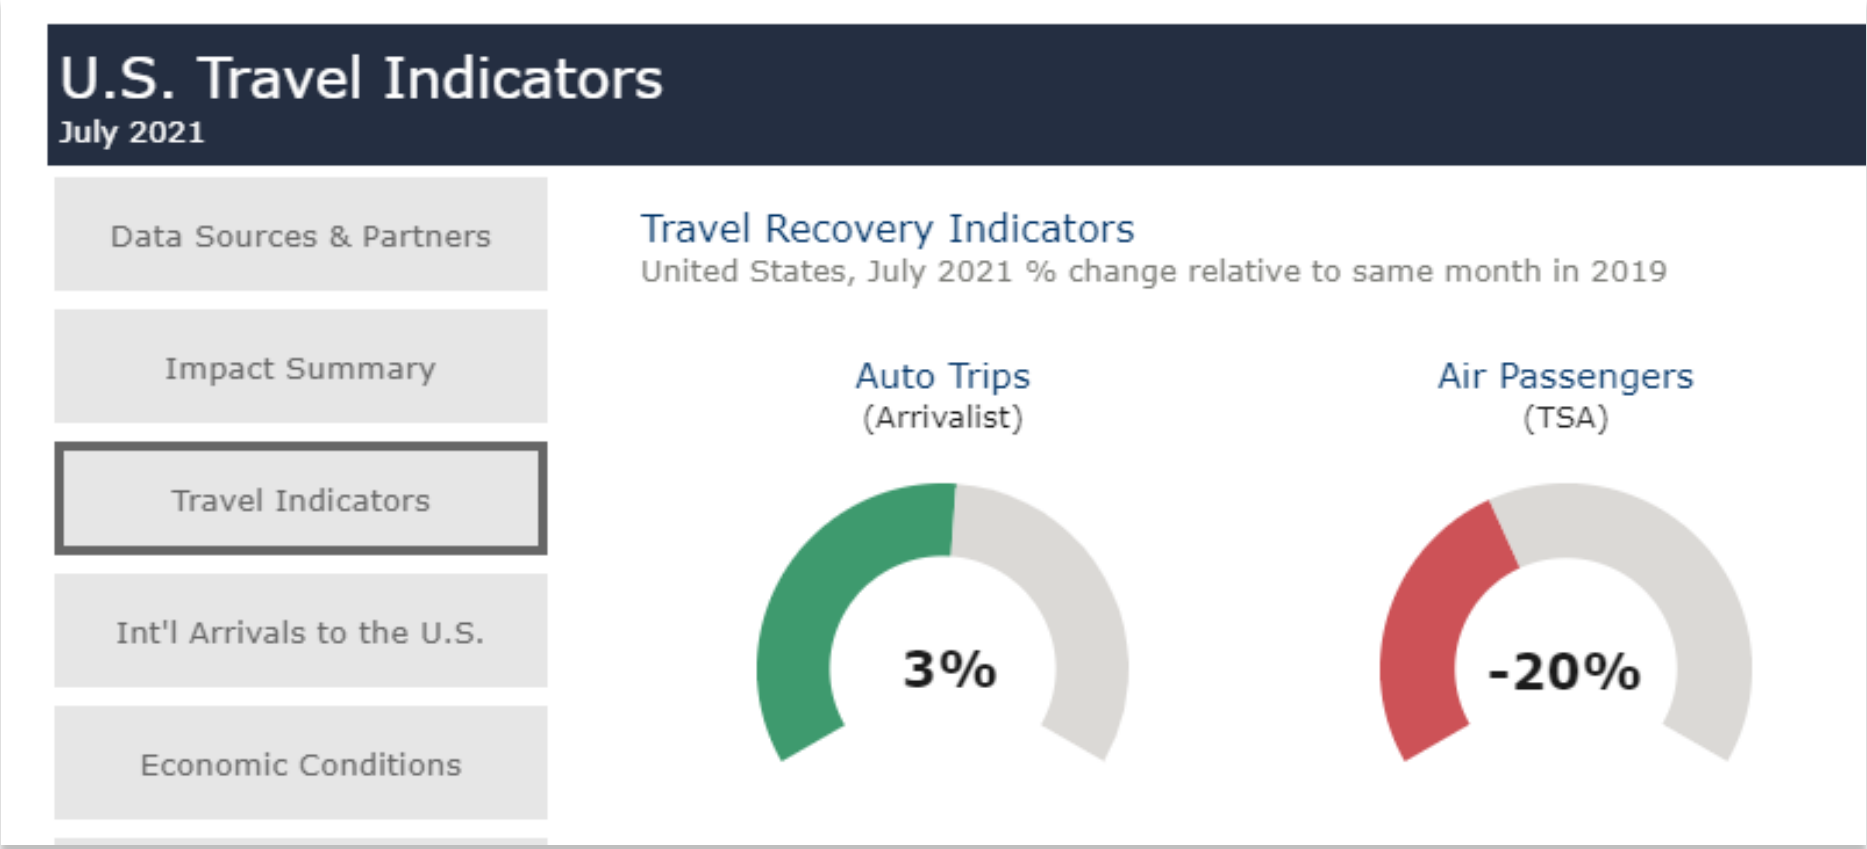 U.S. Travel Indicators
July 2021
Data Sources & Partners
Impact Summary
Travel Indicators
Int'l Arrivals to the U.S.
Economic Conditions
Travel Recovery Indicators
United States, July 2021 % change relative to same month in 2019
Auto Trips
(Arrivalist)
3%
Air Passengers
(TSA)
-20%